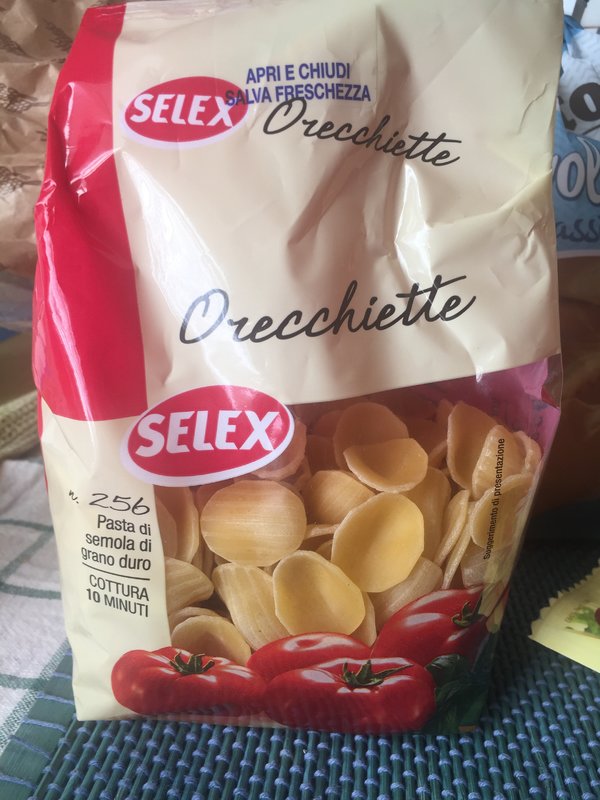 APRI E CHIUDI
SALVA FRESCHEZZA
SELEX
Orecchiette
Orecchiette
SELEX
n. 256
Pasta di
semola di
grano duro
COTTURA
10 MINUTI
Suggerimento di presentazione